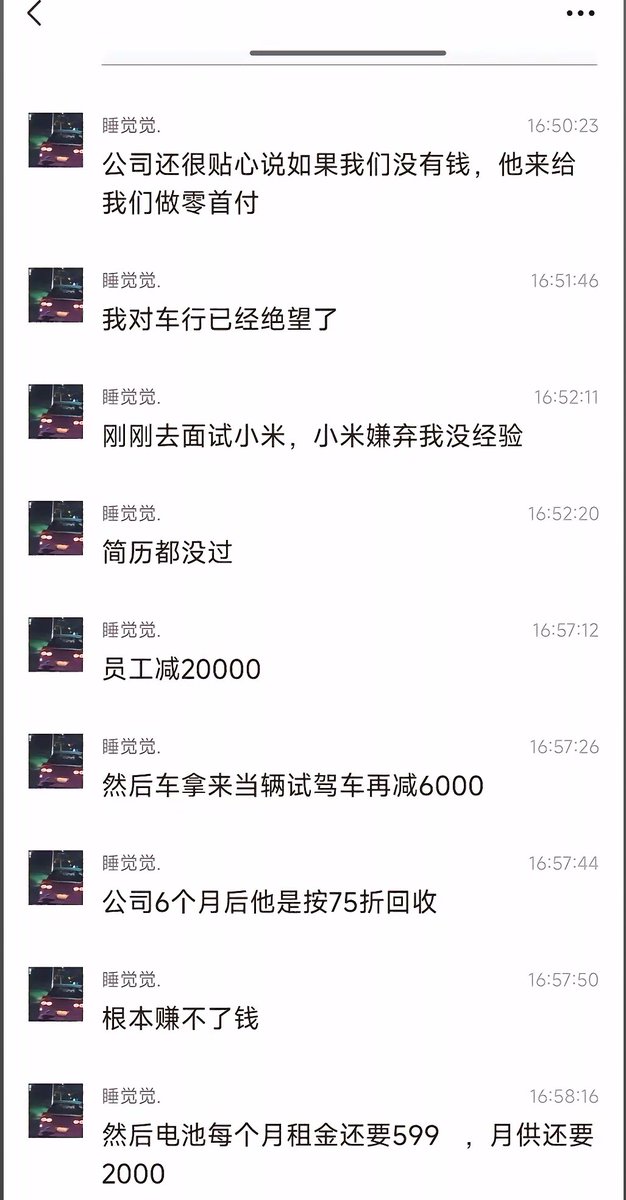 睡觉觉. 16:50:23
公司还很贴心说如果我们没有钱，他来给
我们做零首付
睡觉觉. 16:51:46
我对车行已经绝望了
睡觉觉. 16:52:11
刚刚去面试小米，小米嫌弃我没经验
睡觉觉. 16:52:20
简历都没过
睡觉觉. 16:57:12
员工减20000
睡觉觉. 16:57:26
然后车拿来当辆试驾车再减6000
睡觉觉. 16:57:44
公司6个月后他是按75折回收
睡觉觉. 16:57:50
根本赚不了钱
睡觉觉. 16:58:16
然后电池每个月租金还要599 ，月供还要
2000